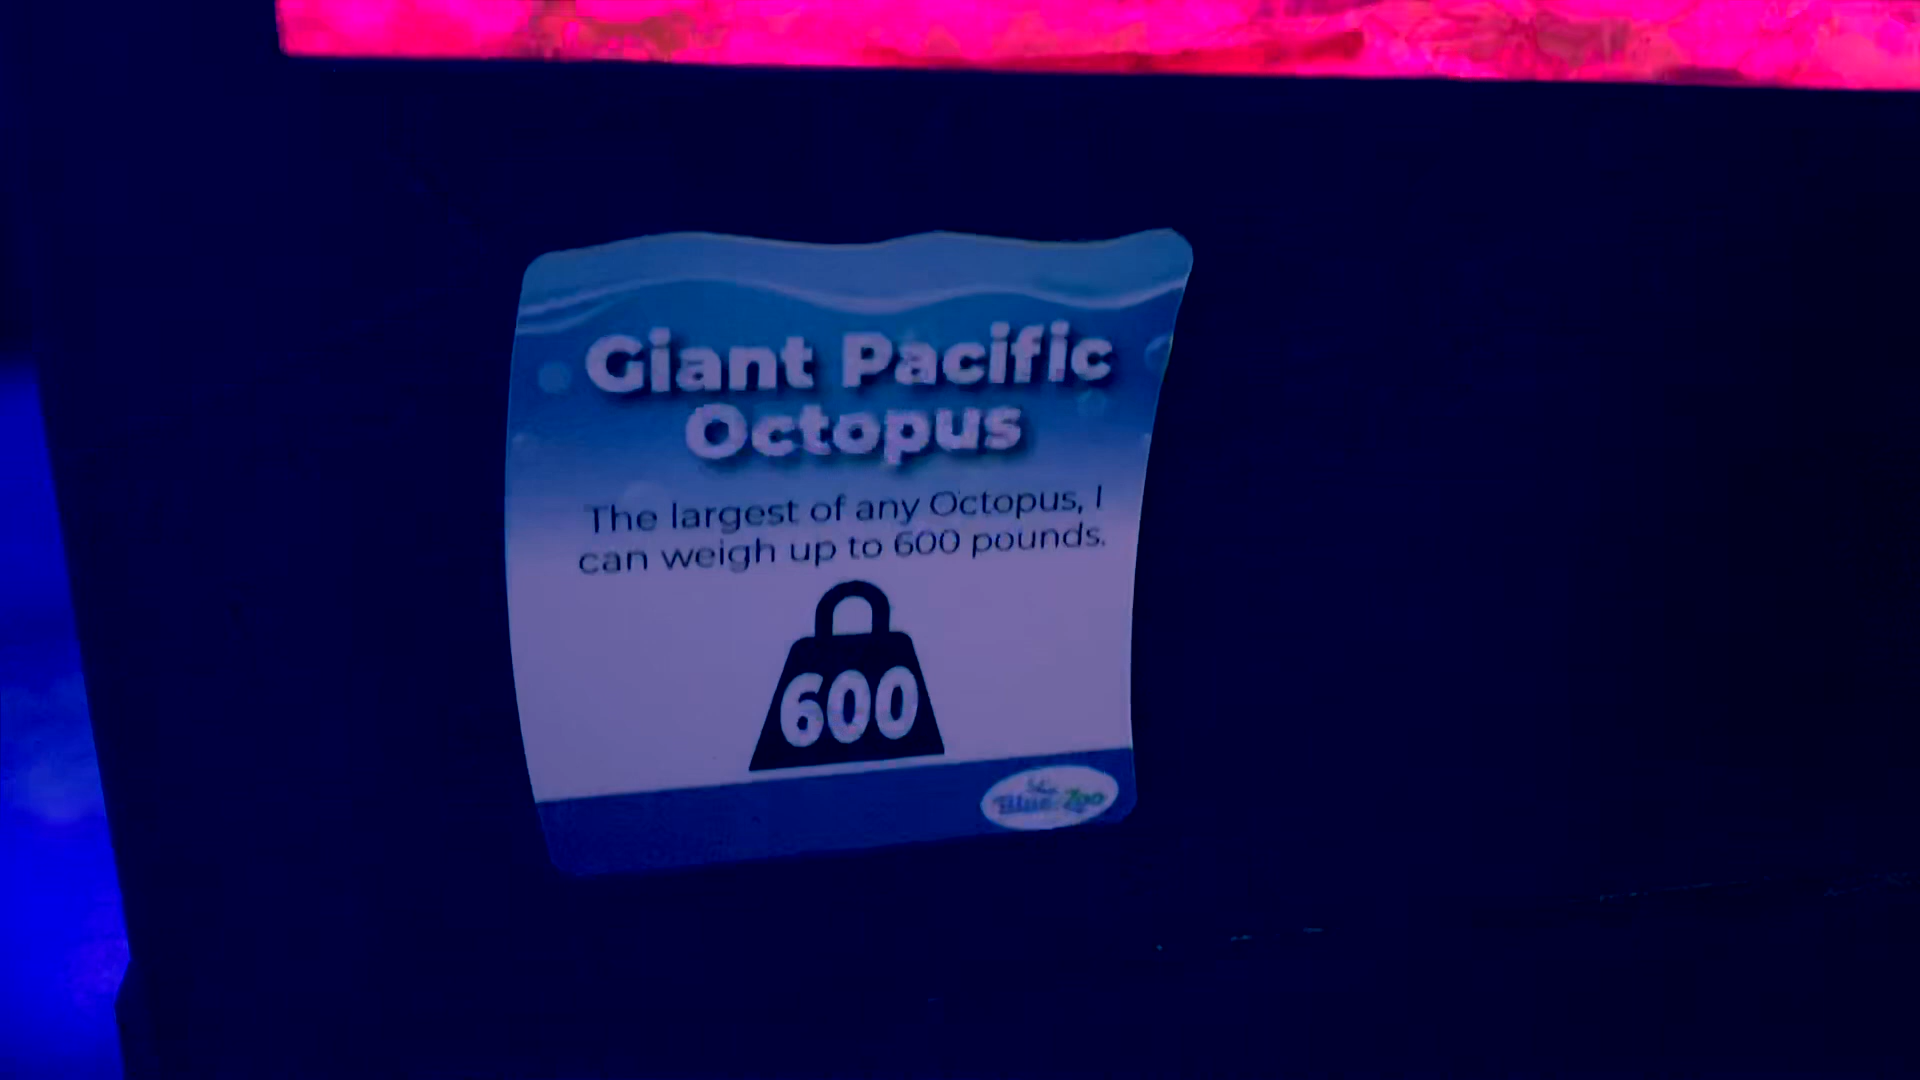 Giant Pacific
Octopus
The largest of any Octopus, I
can weigh up to 600 pounds.
600
Blue Zoo